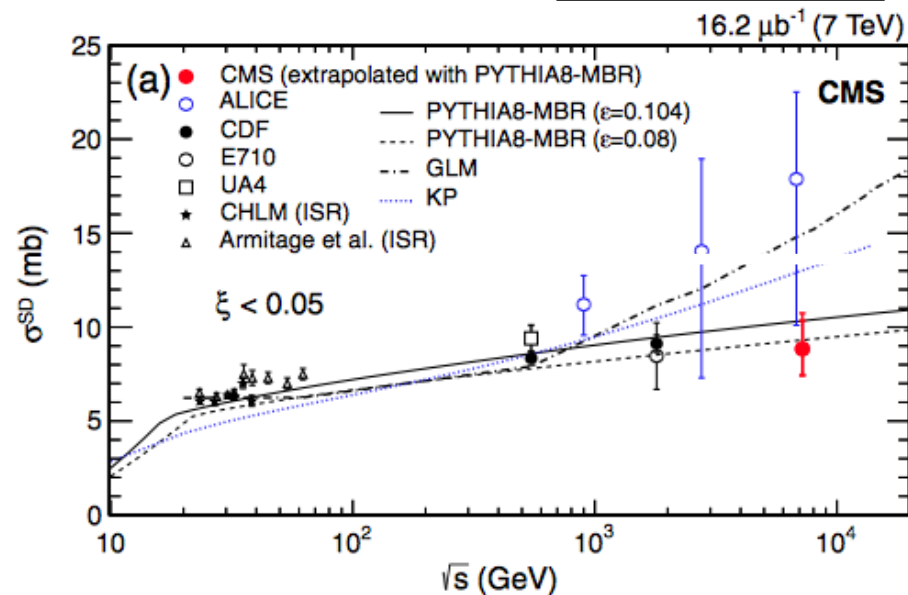 16.2 μb⁻¹ (7 TeV)
(a)
CMS (extrapolated with PYTHIA8-MBR)
ALICE
CDF
E710
UA4
CHLM (ISR)
Armitage et al. (ISR)
PYTHIA8-MBR (ε=0.104)
PYTHIA8-MBR (ε=0.08)
GLM
KP
CMS
ξ < 0.05
σ^SD (mb)
25
20
15
10
5
0
10
10²
10³
10⁴
√s (GeV)